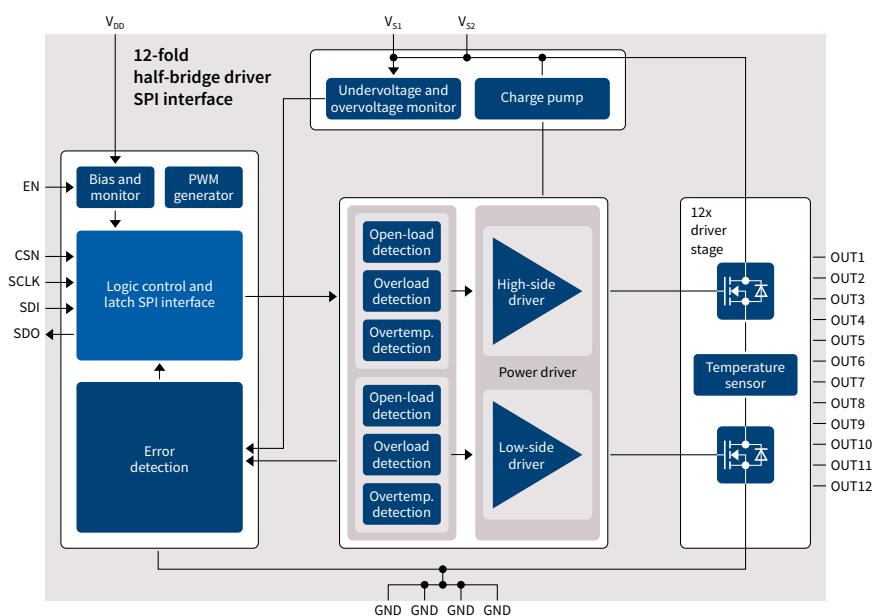 VDD
VS1
VS2
12-fold
half-bridge driver
SPI interface
Undervoltage and
overvoltage monitor
Charge pump
EN
Bias and
monitor
PWM
generator
CSN
SCLK
SDI
SDO
Logic control and
latch SPI interface
Error
detection
Open-load
detection
Overload
detection
Overtemp.
detection
High-side
driver
Power driver
Open-load
detection
Overload
detection
Overtemp.
detection
Low-side
driver
12x
driver
stage
Temperature
sensor
OUT1
OUT2
OUT3
OUT4
OUT5
OUT6
OUT7
OUT8
OUT9
OUT10
OUT11
OUT12
GND GND GND GND